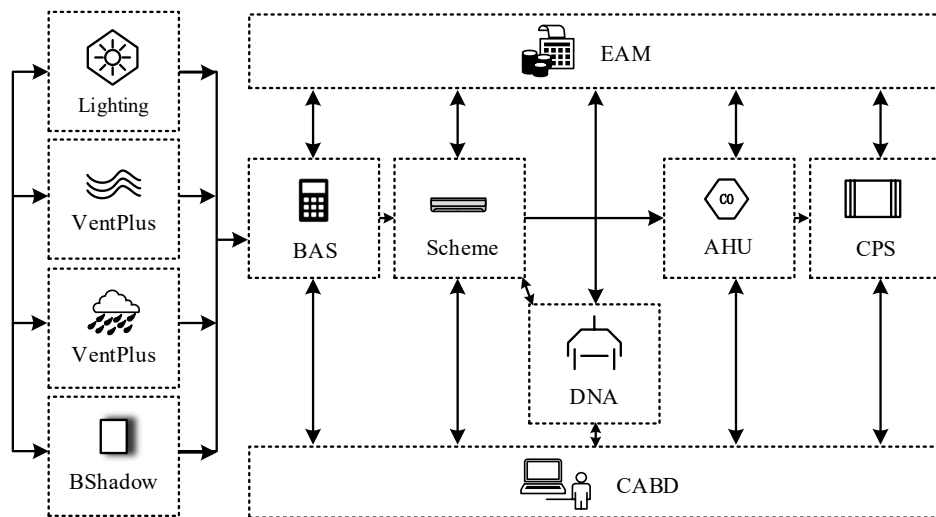 EAM
Lighting
VentPlus
BAS
Scheme
CO
AHU
CPS
VentPlus
DNA
BShadow
CABD